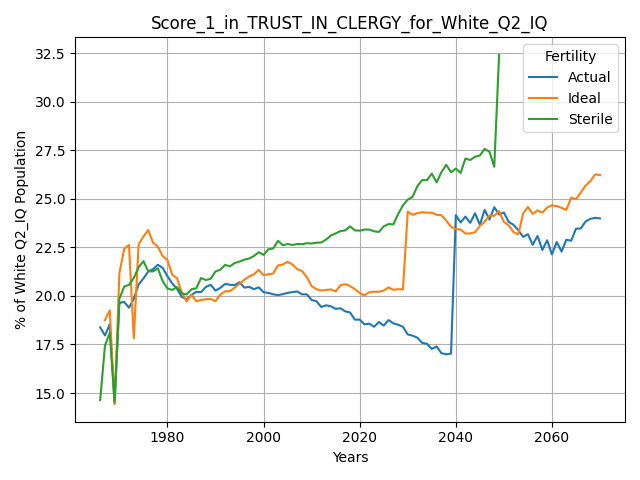 Score_1_in_TRUST_IN_CLERGY_for_White_Q2_IQ
32.5
30.0
27.5
25.0
22.5
20.0
17.5
15.0
% of White Q2_IQ Population
Fertility
Actual
Ideal
Sterile
1980
2000
2020
2040
2060
Years